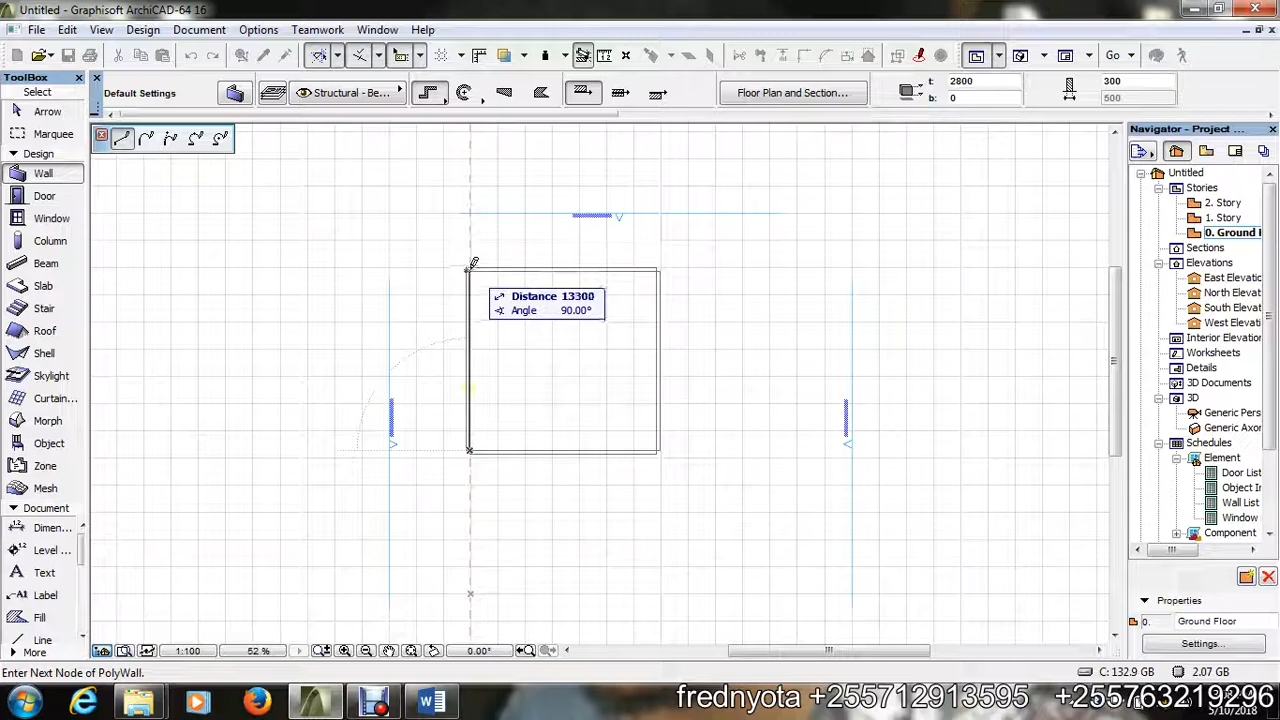 Untitled - Graphisoft ArchiCAD-64 16
File Edit View Design Document Options Teamwork Window Help
Go
ToolBox
Select
Arrow
Marquee
Design
Wall
Door
Window
Column
Beam
Slab
Stair
Roof
Shell
Skylight
Curtain...
Morph
Object
Zone
Mesh
Document
Dimen...
Level ...
Text
Label
Fill
Line
More
Default Settings
Structural - Be...
Floor Plan and Section...
t: 2800
b: 0
300
500
Distance 13300
Angle 90.00°
Navigator - Project ...
Untitled
Stories
2. Story
1. Story
0. Ground
Sections
Elevations
East Elevatio
North Elevat
South Elevat
West Elevati
Interior Elevation
Worksheets
Details
3D Documents
3D
Generic Pers
Generic Axon
Schedules
Element
Door List
Object In
Wall List
Window
Component
Properties
0. Ground Floor
Settings...
1:100
52 %
0.00°
Enter Next Node of PolyWall.
C: 132.9 GB
2.07 GB
frednyota +255712913595 +255763219296
5/10/2018